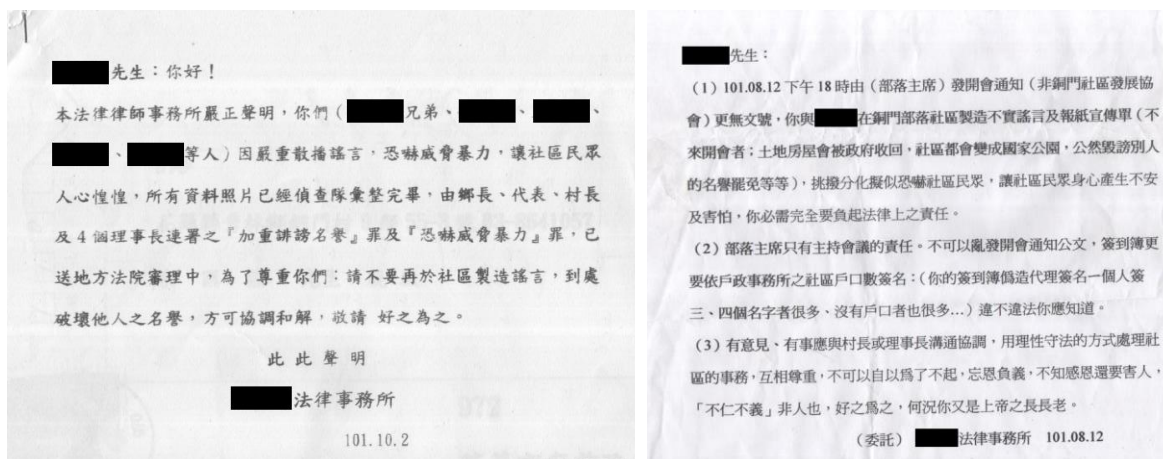 先生：你好！
本法律律師事務所嚴正聲明，你們（兄弟、、、
、等人）因嚴重散播謠言，恐嚇威脅暴力，讓社區民眾
人心惶惶，所有資料照片已經偵查隊彙整完畢，由鄉長、代表、村長
及4個理事長連署之『加重誹謗名譽』罪及『恐嚇威脅暴力』罪，已
送地方法院審理中，為了尊重你們：請不要再於社區製造謠言，到處
破壞他人之名譽，方可協調和解，敬請 好之為之。
此此聲明
法律事務所
101.10.2
先生：
（1）101.08.12下午18時由（部落主席）發開會通知（非銅門社區發展協
會）更無文號，你與在銅門部落社區製造不實謠言及報紙宣傳單（不
來開會者；土地房屋會被政府收回，社區都會變成國家公園，公然毀謗別人
的名譽罷免等等），挑撥分化擬似恐嚇社區民眾，讓社區民眾身心產生不安
及害怕，你必需完全要負起法律上之責任。
（2）部落主席只有主持會議的責任。不可以亂發開會通知公文，簽到簿更
要依戶政事務所之社區戶口數簽名：（你的簽到簿偽造代理簽名一個人簽
三、四個名字者很多、沒有戶口者也很多…）違不違法你應知道。
（3）有意見、有事應與村長或理事長溝通協調，用理性守法的方式處理社
區的事務，互相尊重，不可以自以為了不起，忘恩負義，不知感恩還要害人，
「不仁不義」非人也，好之為之，何況你又是上帝之長長老。
（委託）法律事務所 101.08.12